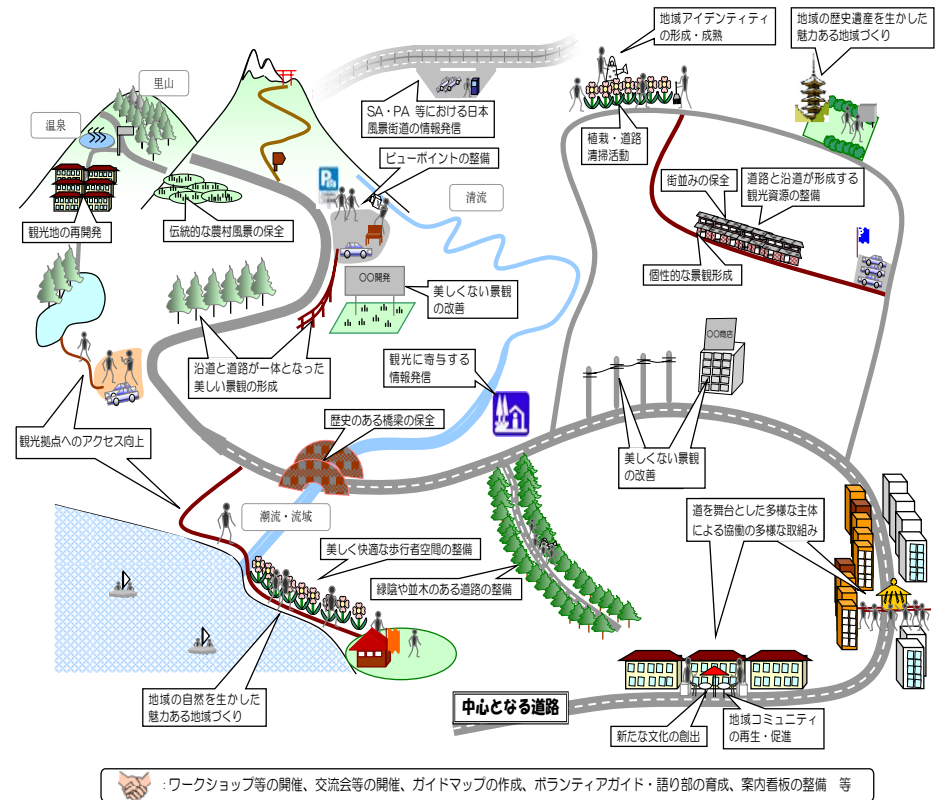 地域アイデンティティ
の形成・成熟
地域の歴史遺産を生かした
魅力ある地域づくり
里山
温泉
SA・PA 等における日本
風景街道の情報発信
ビューポイントの整備
P
清流
植栽・道路
清掃活動
街並みの保全
道路と沿道が形成する
観光資源の整備
観光地の再開発
伝統的な農村風景の保全
個性的な景観形成
〇〇開発
美しくない景観
の改善
〇〇商店
沿道と道路が一体となった
美しい景観の形成
観光に寄与する
情報発信
歴史のある橋梁の保全
観光拠点へのアクセス向上
美しくない景観
の改善
潮流・流域
道を舞台とした多様な主体
による協働の多様な取組み
美しく快適な歩行者空間の整備
緑陰や並木のある道路の整備
地域の自然を生かした
魅力ある地域づくり
中心となる道路
新たな文化の創出
地域コミュニティ
の再生・促進
:ワークショップ等の開催、交流会等の開催、ガイドマップの作成、ボランティアガイド・語り部の育成、案内看板の整備 等